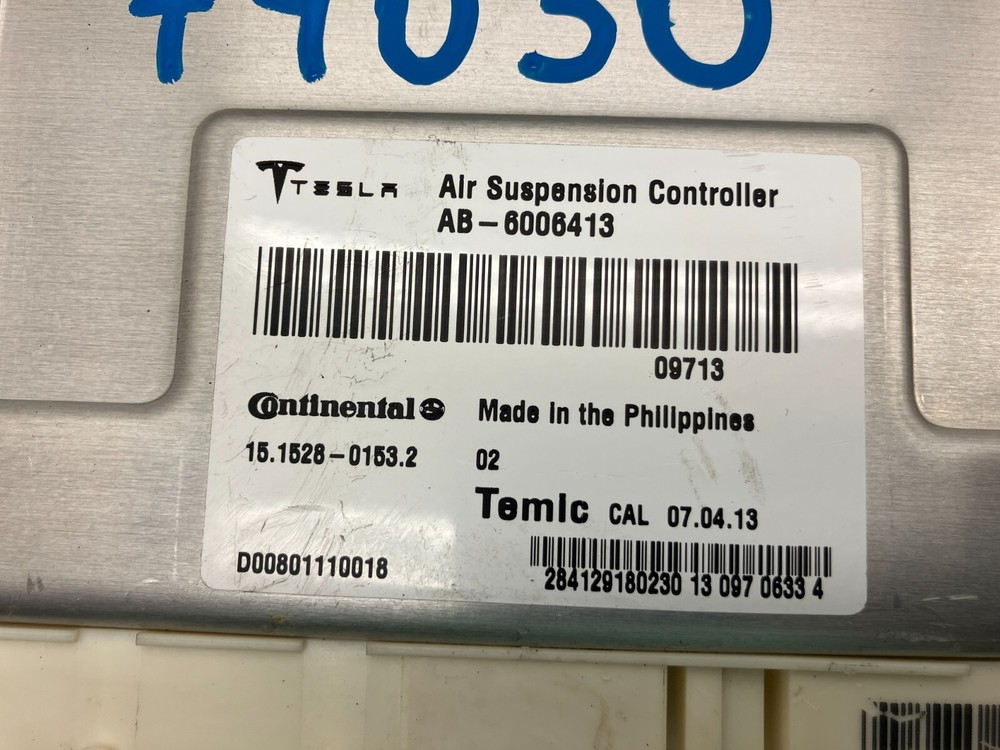 TESLA Air Suspension Controller
AB-6006413
09713
Continental Made in the Philippines
15.1528-0153.2 02
Temic CAL 07.04.13
D00801110018
284129180230 13 097 0633 4